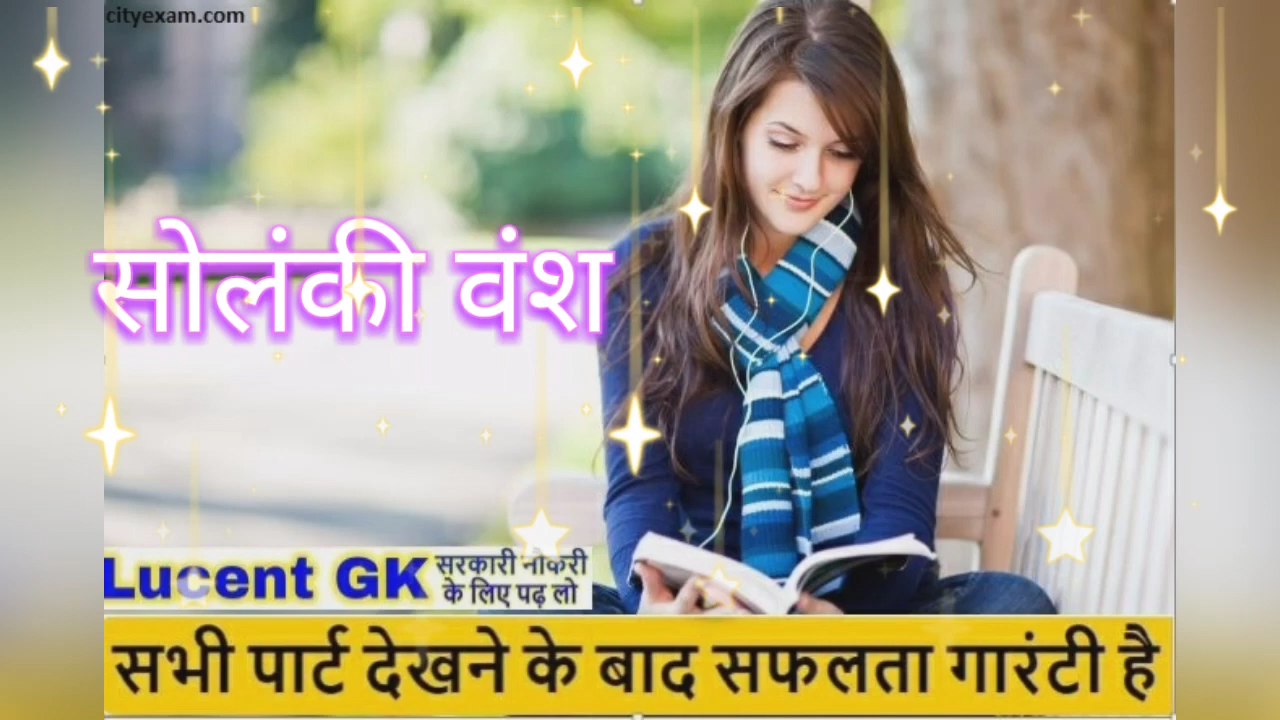 cityexam.com
सोलंकी वंश
Lucent GK
सरकारी नौकरी
के लिए पढ़ लो
सभी पार्ट देखने के बाद सफलता गारंटी है